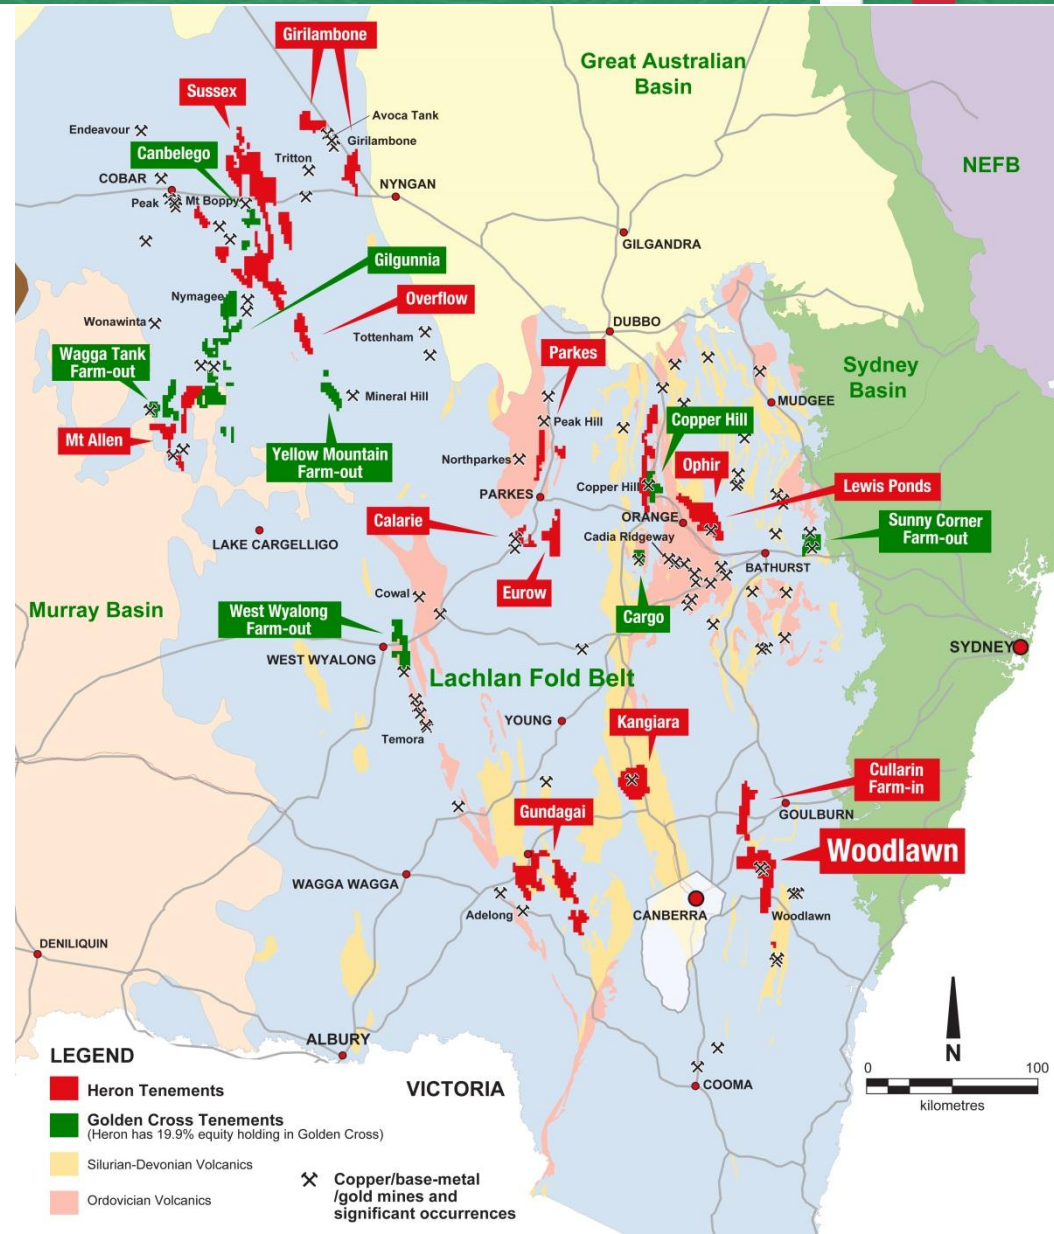 Girilambone
Great Australian
Basin
Sussex
Avoca Tank
Endeavour
Girilambone
Canbelego
Tritton
NEFB
COBAR
NYNGAN
Peak
Mt Boppy
GILGANDRA
Gilgunnia
Nymagee
Overflow
Wonawinta
DUBBO
Tottenham
Wagga Tank
Farm-out
Parkes
Sydney
Basin
Mineral Hill
MUDGEE
Peak Hill
Copper Hill
Mt Allen
Yellow Mountain
Farm-out
Northparkes
Ophir
Copper Hill
Lewis Ponds
PARKES
Calarie
ORANGE
Sunny Corner
Farm-out
LAKE CARGELLIGO
Cadia Ridgeway
BATHURST
Eurow
Murray Basin
Cowal
West Wyalong
Farm-out
Cargo
WEST WYALONG
SYDNEY
Lachlan Fold Belt
YOUNG
Kangiara
Temora
Cullarin
Farm-in
Gundagai
GOULBURN
Woodlawn
WAGGA WAGGA
Adelong
CANBERRA
Woodlawn
DENILIQUIN
ALBURY
LEGEND
Heron Tenements
VICTORIA
COOMA
N
0
100
kilometres
Golden Cross Tenements
(Heron has 19.9% equity holding in Golden Cross)
Silurian-Devonian Volcanics
Ordovician Volcanics
Copper/base-metal
/gold mines and
significant occurrences